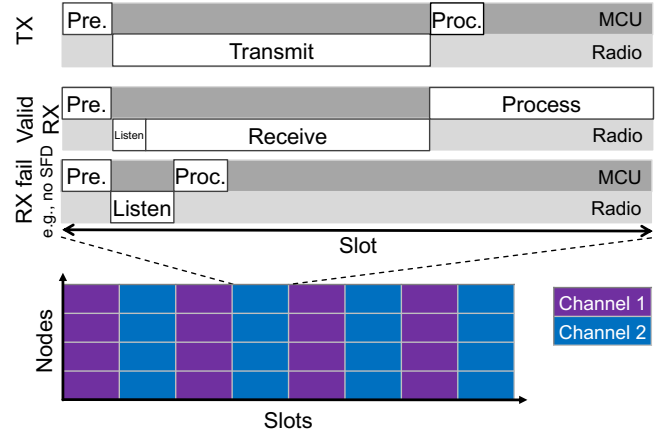 TX
Pre.
Proc.
MCU
Transmit
Radio
Valid
RX
Pre.
Process
Listen
Receive
Radio
RX fail
e.g., no SFD
Pre.
Proc.
MCU
Listen
Radio
Slot
Nodes
Channel 1
Channel 2
Slots